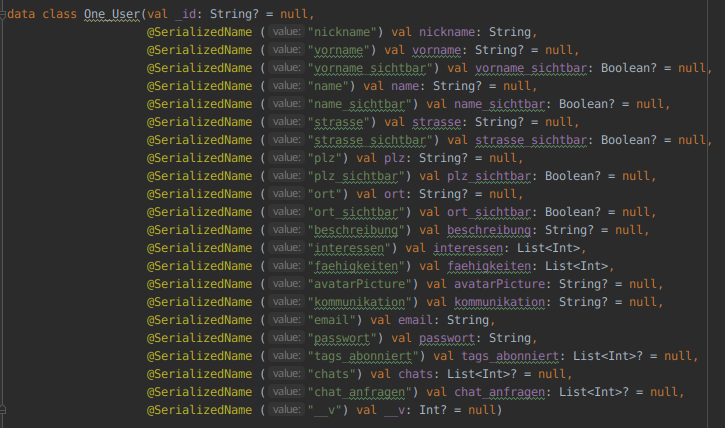 data class One_User(val _id: String? = null,
@SerializedName ( value: "nickname") val nickname: String,
@SerializedName ( value: "vorname") val vorname: String? = null,
@SerializedName ( value: "vorname_sichtbar") val vorname_sichtbar: Boolean? = null,
@SerializedName ( value: "name") val name: String? = null,
@SerializedName ( value: "name_sichtbar") val name_sichtbar: Boolean? = null,
@SerializedName ( value: "strasse") val strasse: String? = null,
@SerializedName ( value: "strasse_sichtbar") val strasse_sichtbar: Boolean? = null,
@SerializedName ( value: "plz") val plz: String? = null,
@SerializedName ( value: "plz_sichtbar") val plz_sichtbar: Boolean? = null,
@SerializedName ( value: "ort") val ort: String? = null,
@SerializedName ( value: "ort_sichtbar") val ort_sichtbar: Boolean? = null,
@SerializedName ( value: "beschreibung") val beschreibung: String? = null,
@SerializedName ( value: "interessen") val interessen: List<Int>,
@SerializedName ( value: "faehigkeiten") val faehigkeiten: List<Int>,
@SerializedName ( value: "avatarPicture") val avatarPicture: String? = null,
@SerializedName ( value: "kommunikation") val kommunikation: String? = null,
@SerializedName ( value: "email") val email: String,
@SerializedName ( value: "passwort") val passwort: String,
@SerializedName ( value: "tags_abonniert") val tags_abonniert: List<Int>? = null,
@SerializedName ( value: "chats") val chats: List<Int>? = null,
@SerializedName ( value: "chat_anfragen") val chat_anfragen: List<Int>? = null,
@SerializedName ( value: "__v") val __v: Int? = null)